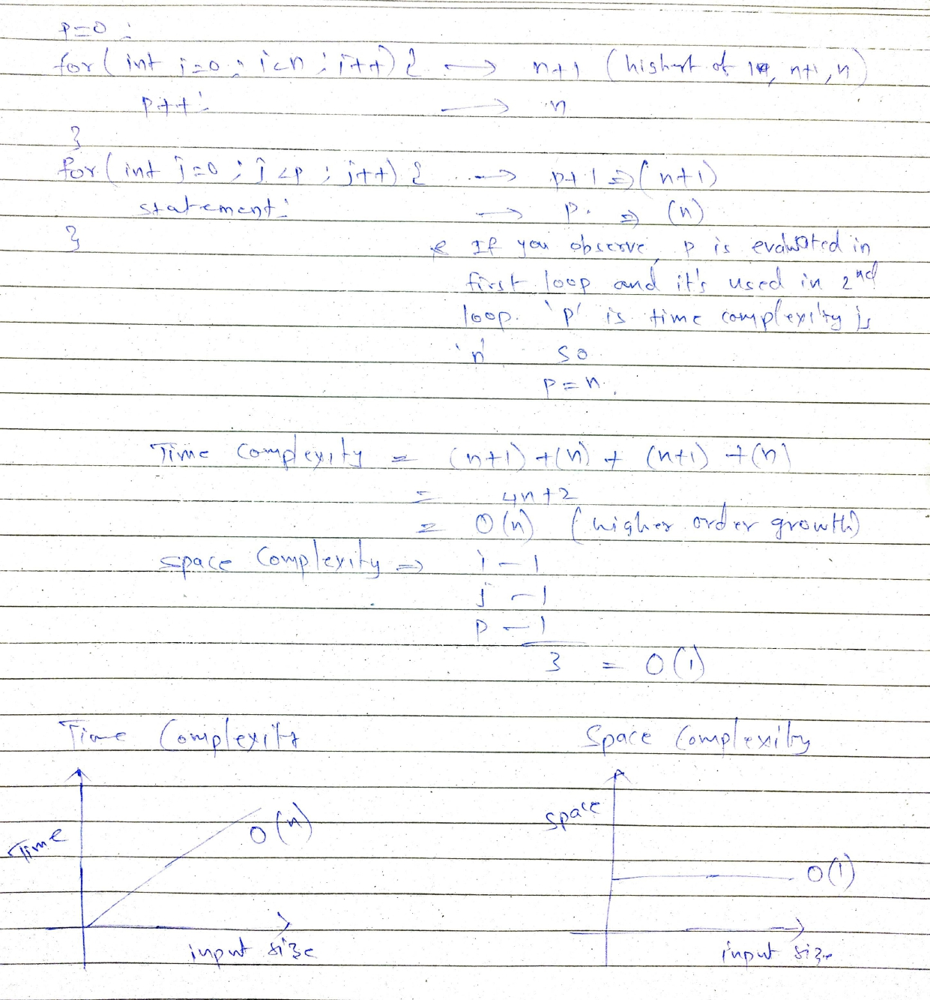 p=0;
for(int i=0; i<n; i++) { → n+1 (highest of 1, n+1, n)
p++; → n
}
for(int j=0; j<p; j++) { → p+1 ⇒ (n+1)
statement; → p. ⇒ (n)
}
* If you observe, p is evaluated in
first loop and it's used in 2nd
loop. 'p' is time complexity is
'n' so
p=n.
Time complexity = (n+1) + (n) + (n+1) + (n)
= 4n+2
= O(n) (higher order growth)
space complexity ⇒ i - 1
j - 1
p - 1
3 = O(1)
Time Complexity Space Complexity
Time O(n)
space O(1)
input size input size